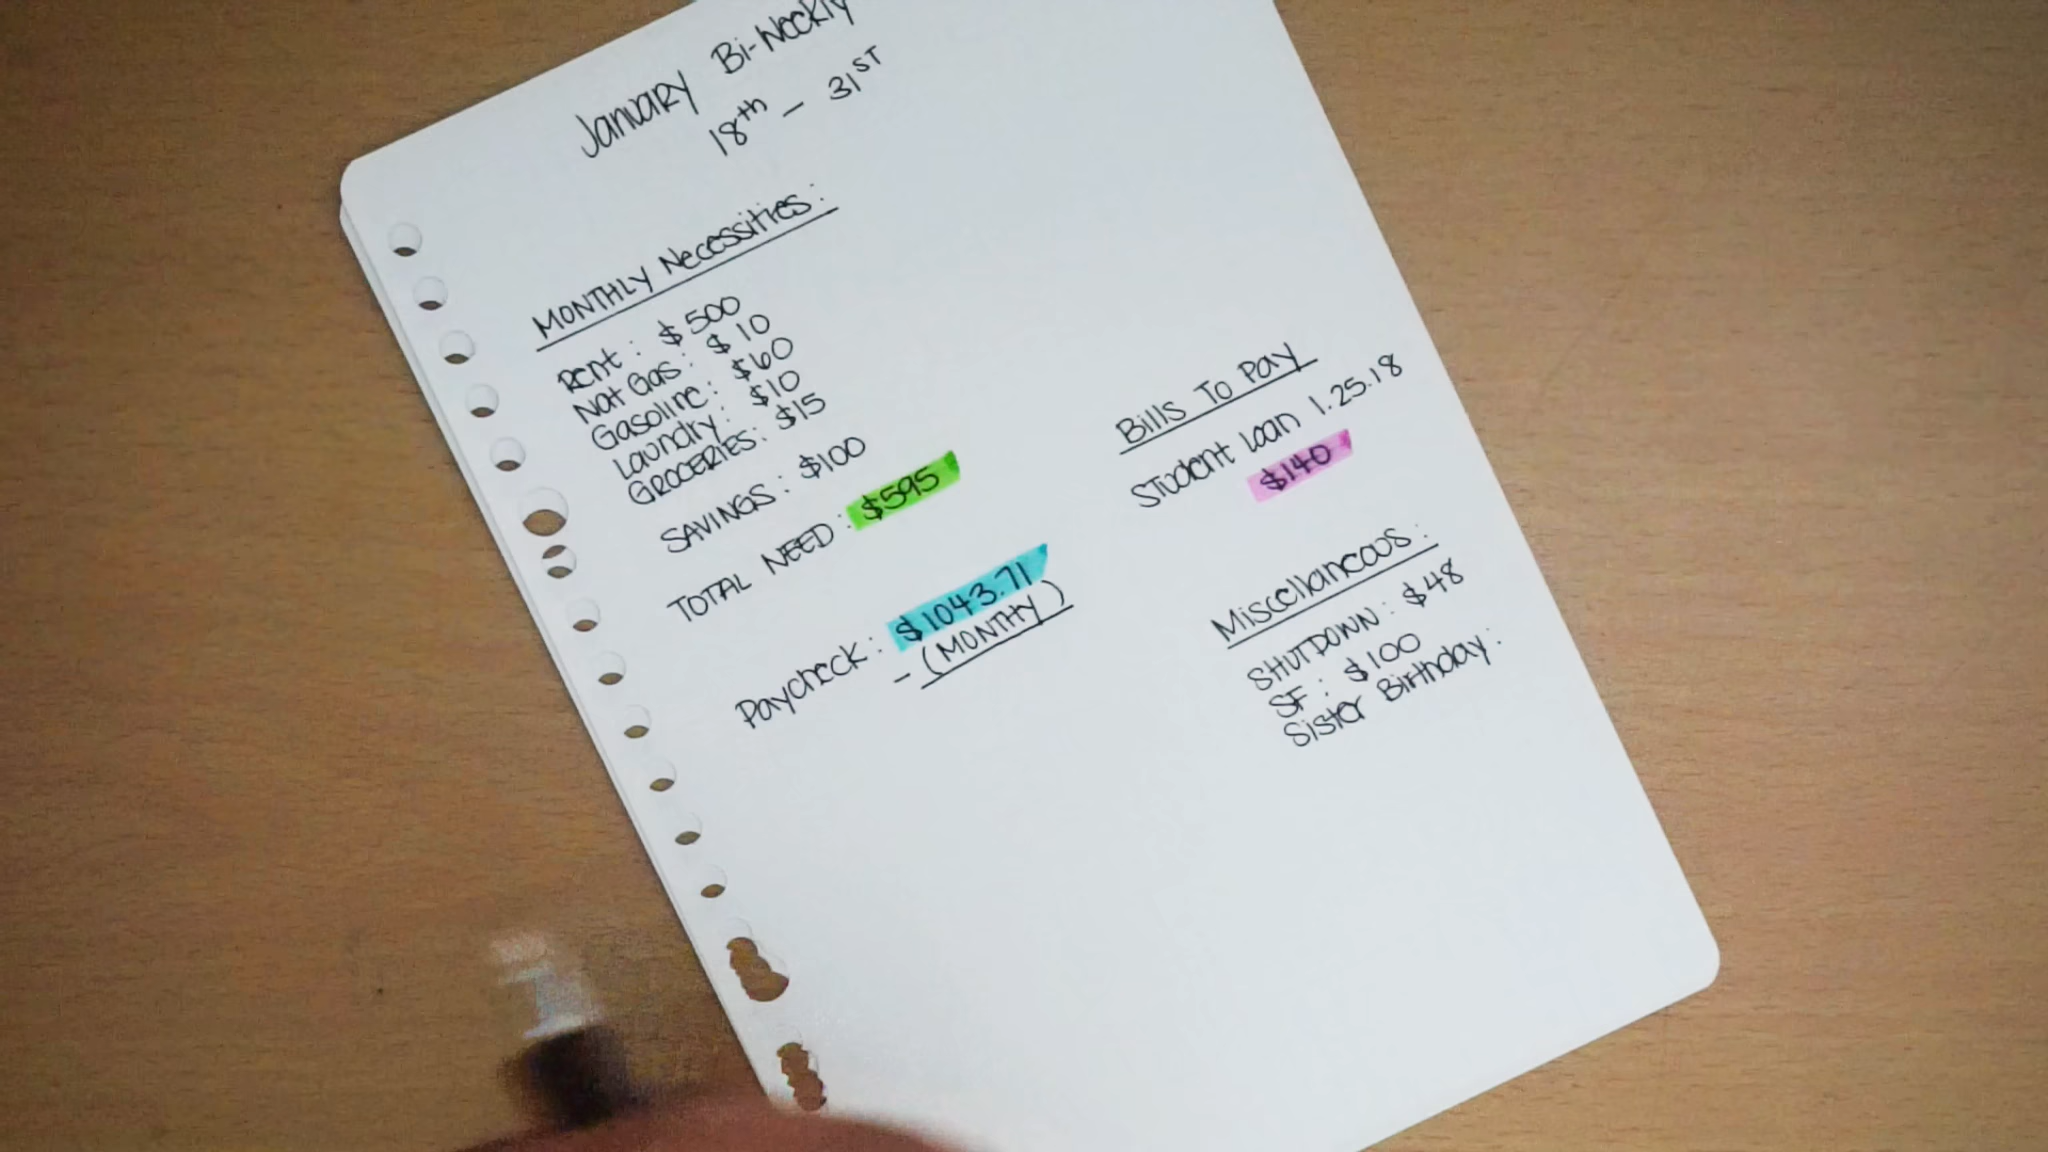 January Bi-Weekly
18th - 31ST
MONTHLY Necessities:
Rent: $500
Nat Gas: $10
Gasoline: $60
Laundry: $10
GROCERIES: $15
SAVINGS: $100
TOTAL NEED: $595
Paycheck: $1043.71
- (MONTHY)
Bills To Pay
Student Loan 1.25.18
$140
Miscellaneous:
SHUTDOWN: $48
SF: $100
Sister Birthday: